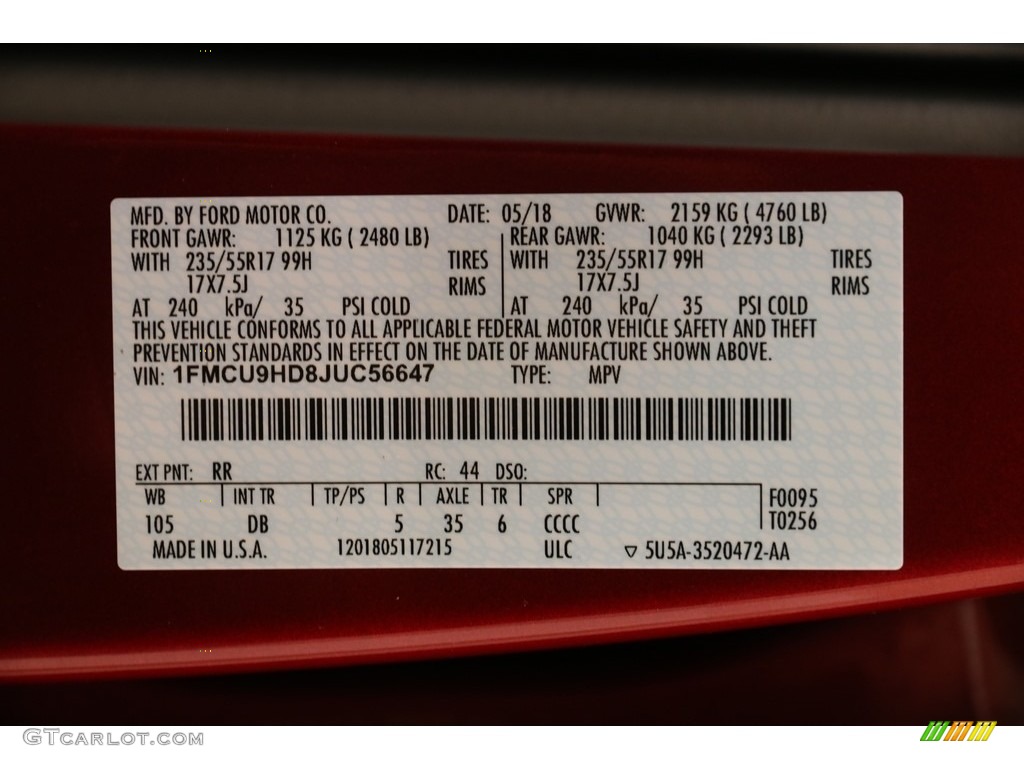 MFD. BY FORD MOTOR CO. DATE: 05/18 GVWR: 2159 KG ( 4760 LB)
FRONT GAWR: 1125 KG ( 2480 LB) REAR GAWR: 1040 KG ( 2293 LB)
WITH 235/55R17 99H TIRES WITH 235/55R17 99H TIRES
17X7.5J RIMS 17X7.5J RIMS
AT 240 kPa/ 35 PSI COLD AT 240 kPa/ 35 PSI COLD
THIS VEHICLE CONFORMS TO ALL APPLICABLE FEDERAL MOTOR VEHICLE SAFETY AND THEFT
PREVENTION STANDARDS IN EFFECT ON THE DATE OF MANUFACTURE SHOWN ABOVE.
VIN: 1FMCU9HD8JUC56647 TYPE: MPV
EXT PNT: RR RC: 44 DSO:
WB INT TR TP/PS R AXLE TR SPR F0095
105 DB 5 35 6 CCCC T0256
MADE IN U.S.A. 1201805117215 ULC ▽ 5U5A-3520472-AA
GTCARLOT.COM